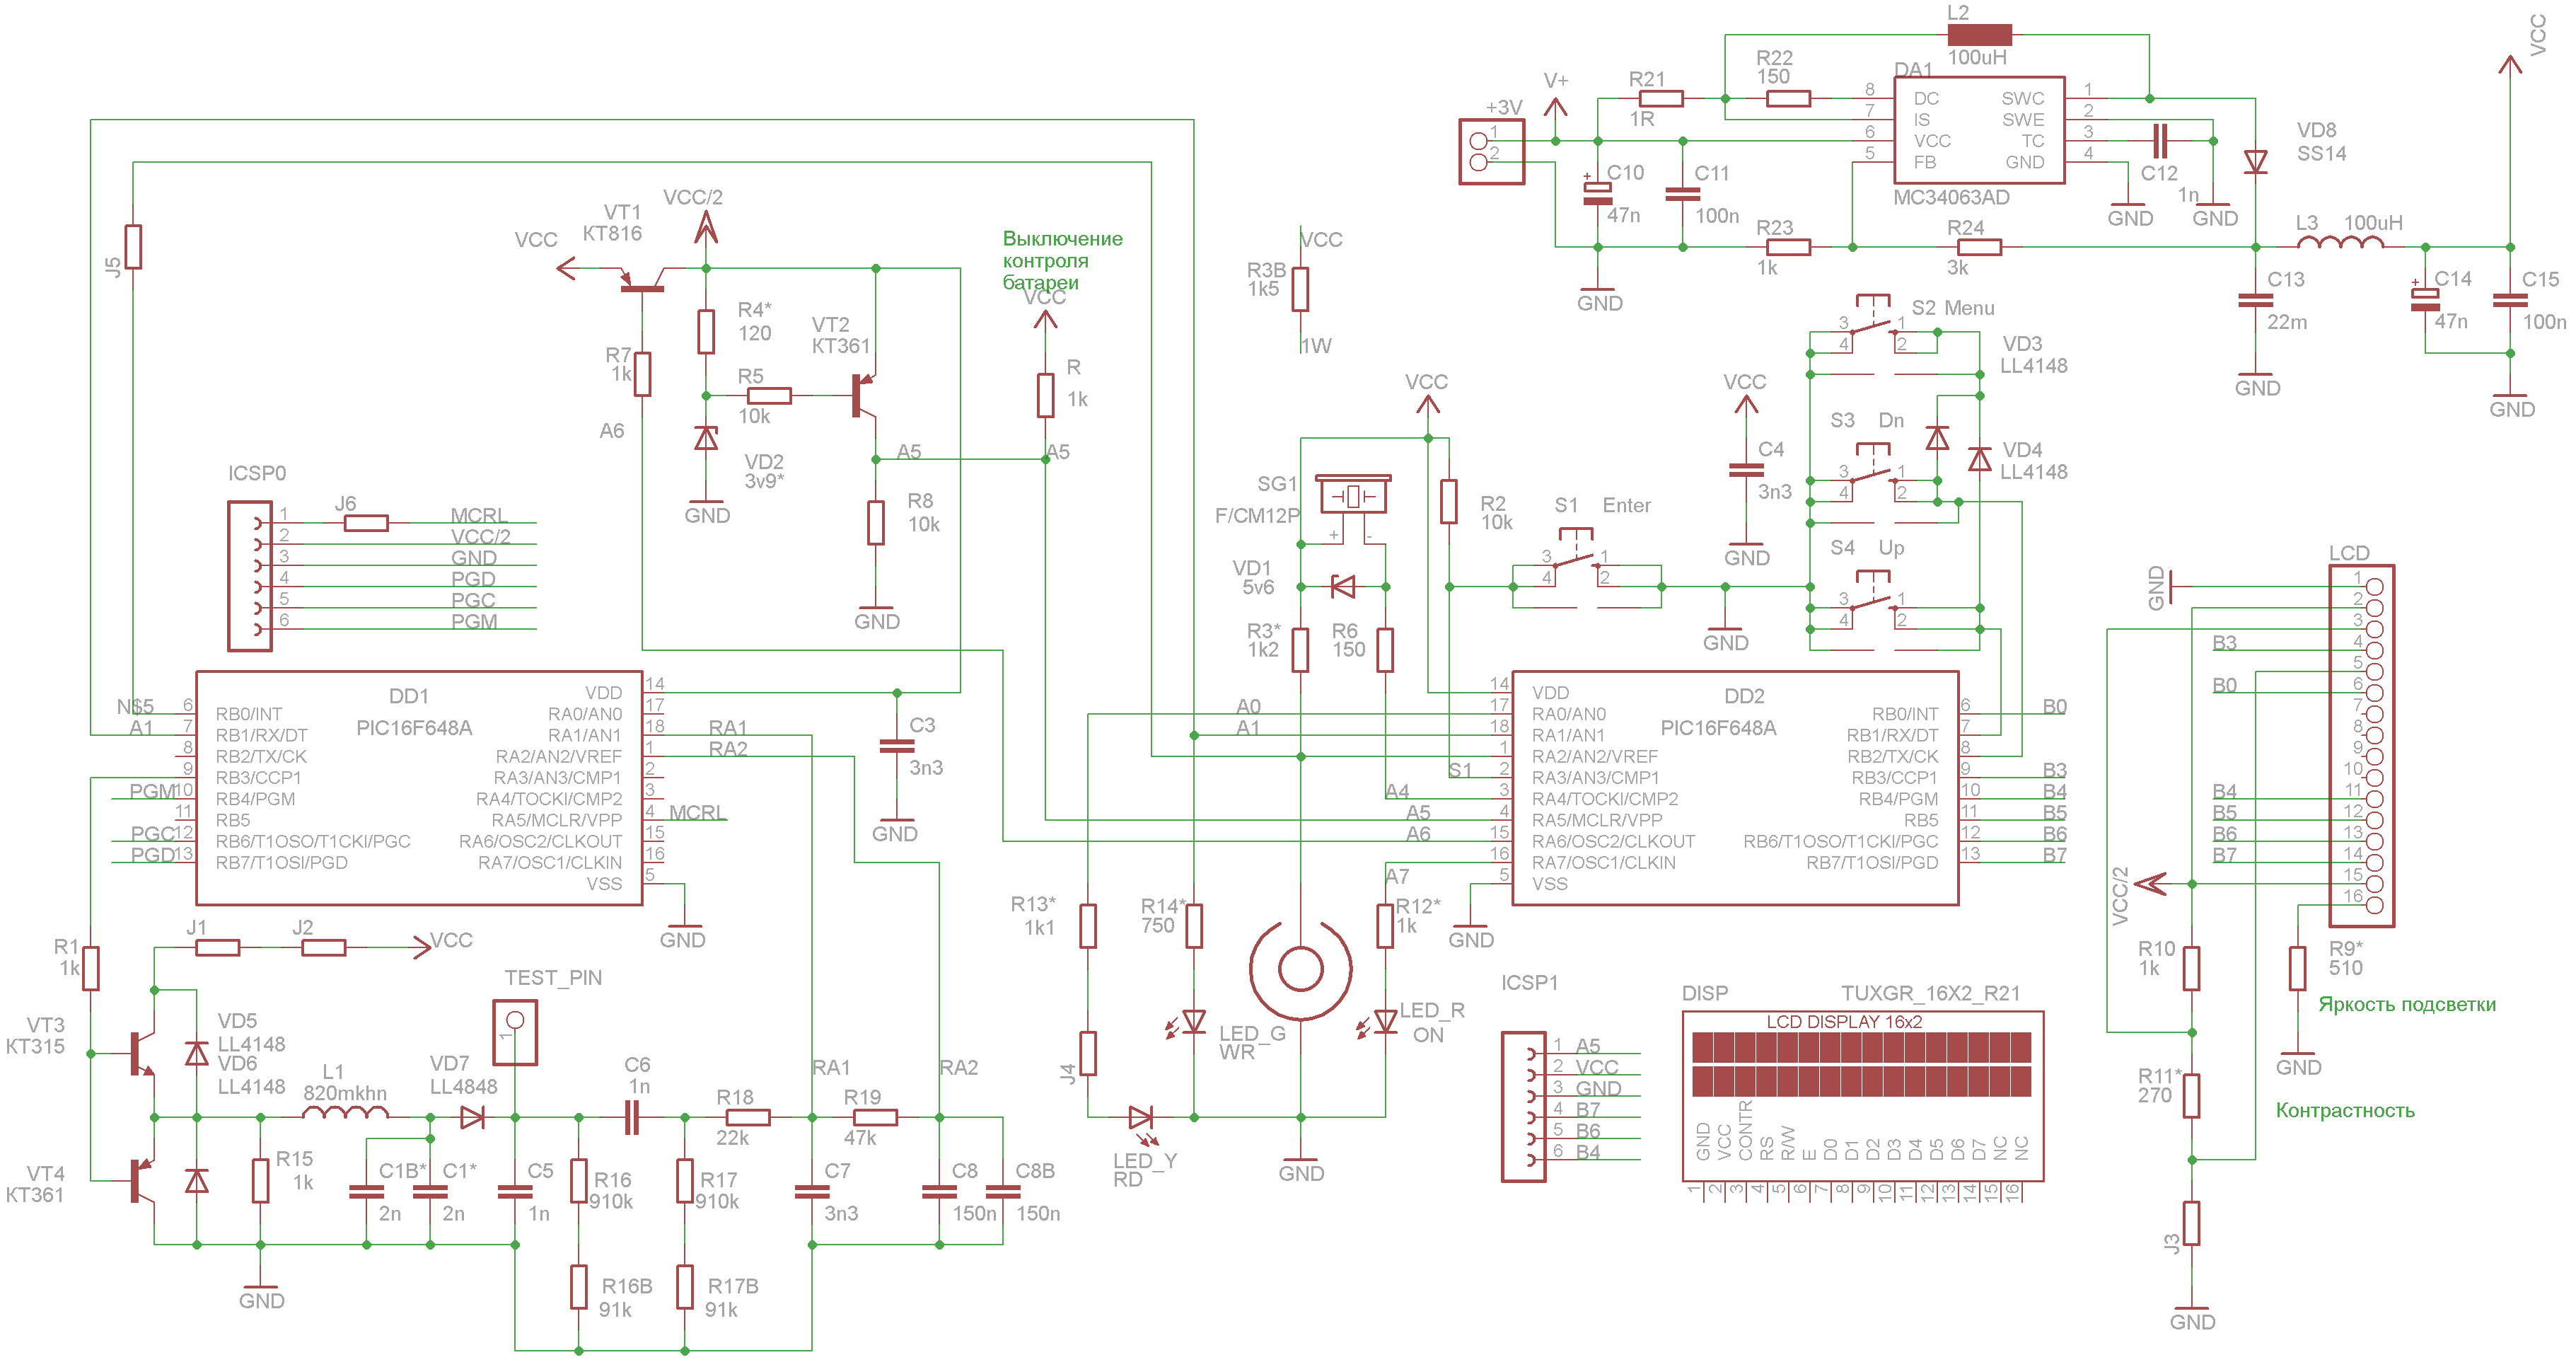 L2
100uH
VCC
DA1
R22
150
R21
1R
V+
+3V
1
2
8
7
6
5
DC
IS
VCC
FB
SWC
SWE
TC
GND
1
2
3
4
MC34063AD
C12
1n
GND
GND
VD8
SS14
C10
47n
C11
100n
R23
1k
R24
3k
GND
L3
100uH
C13
22m
GND
C14
47n
C15
100n
GND
VCC/2
VT1
KT816
VCC
Выключение
контроля
батареи
VCC
R3B
1k5
1W
J5
R4*
120
VT2
KT361
R7
1k
R5
10k
VCC
R
1k
A6
VD2
3v9*
GND
A5
A5
R8
10k
GND
ICSP0
1
2
3
4
5
6
J6
MCRL
VCC/2
GND
PGD
PGC
PGM
VCC
VCC
SG1
F/CM12P
+
-
R2
10k
VD1
5v6
R3*
1k2
R6
150
S1
Enter
3
4
1
2
C4
3n3
GND
GND
S2 Menu
3
4
1
2
VD3
LL4148
S3
Dn
3
4
1
2
VD4
LL4148
S4
Up
3
4
1
2
DD1
PIC16F648A
N$5
A1
PGM
PGC
PGD
6
7
8
9
10
11
12
13
RB0/INT
RB1/RX/DT
RB2/TX/CK
RB3/CCP1
RB4/PGM
RB5
RB6/T1OSO/T1CKI/PGC
RB7/T1OSI/PGD
VDD
RA0/AN0
RA1/AN1
RA2/AN2/VREF
RA3/AN3/CMP1
RA4/TOCKI/CMP2
RA5/MCLR/VPP
RA6/OSC2/CLKOUT
RA7/OSC1/CLKIN
VSS
14
17
18
1
2
3
4
15
16
5
RA1
RA2
MCRL
GND
C3
3n3
GND
DD2
PIC16F648A
A0
A1
S1
A4
A5
A6
A7
14
17
18
1
2
3
4
15
16
5
VDD
RA0/AN0
RA1/AN1
RA2/AN2/VREF
RA3/AN3/CMP1
RA4/TOCKI/CMP2
RA5/MCLR/VPP
RA6/OSC2/CLKOUT
RA7/OSC1/CLKIN
VSS
RB0/INT
RB1/RX/DT
RB2/TX/CK
RB3/CCP1
RB4/PGM
RB5
RB6/T1OSO/T1CKI/PGC
RB7/T1OSI/PGD
6
7
8
9
10
11
12
13
B0
B3
B4
B5
B6
B7
GND
LCD
GND
1
2
3
4
5
6
7
8
9
10
11
12
13
14
15
16
B3
B0
B4
B5
B6
B7
VCC/2
R10
1k
R9*
510
Яркость подсветки
GND
R11*
270
Контрастность
J3
GND
J1
J2
VCC
R1
1k
TEST_PIN
1
VT3
KT315
VD5
LL4148
VD6
LL4148
L1
820mkhn
VD7
LL4848
C6
1n
RA1
RA2
R18
22k
R19
47k
VT4
KT361
R15
1k
C1B*
2n
C1*
2n
C5
1n
R16
910k
R17
910k
C7
3n3
C8
150n
C8B
150n
GND
R16B
91k
R17B
91k
R13*
1k1
R14*
750
R12*
1k
J4
LED_G
WR
LED_R
ON
LED_Y
RD
GND
ICSP1
1
2
3
4
5
6
A5
VCC
GND
B7
B6
B4
DISP
TUXGR_16X2_R21
LCD DISPLAY 16x2
GND
VCC
CONTR
RS
R/W
E
D0
D1
D2
D3
D4
D5
D6
D7
NC
NC
1
2
3
4
5
6
7
8
9
10
11
12
13
14
15
16